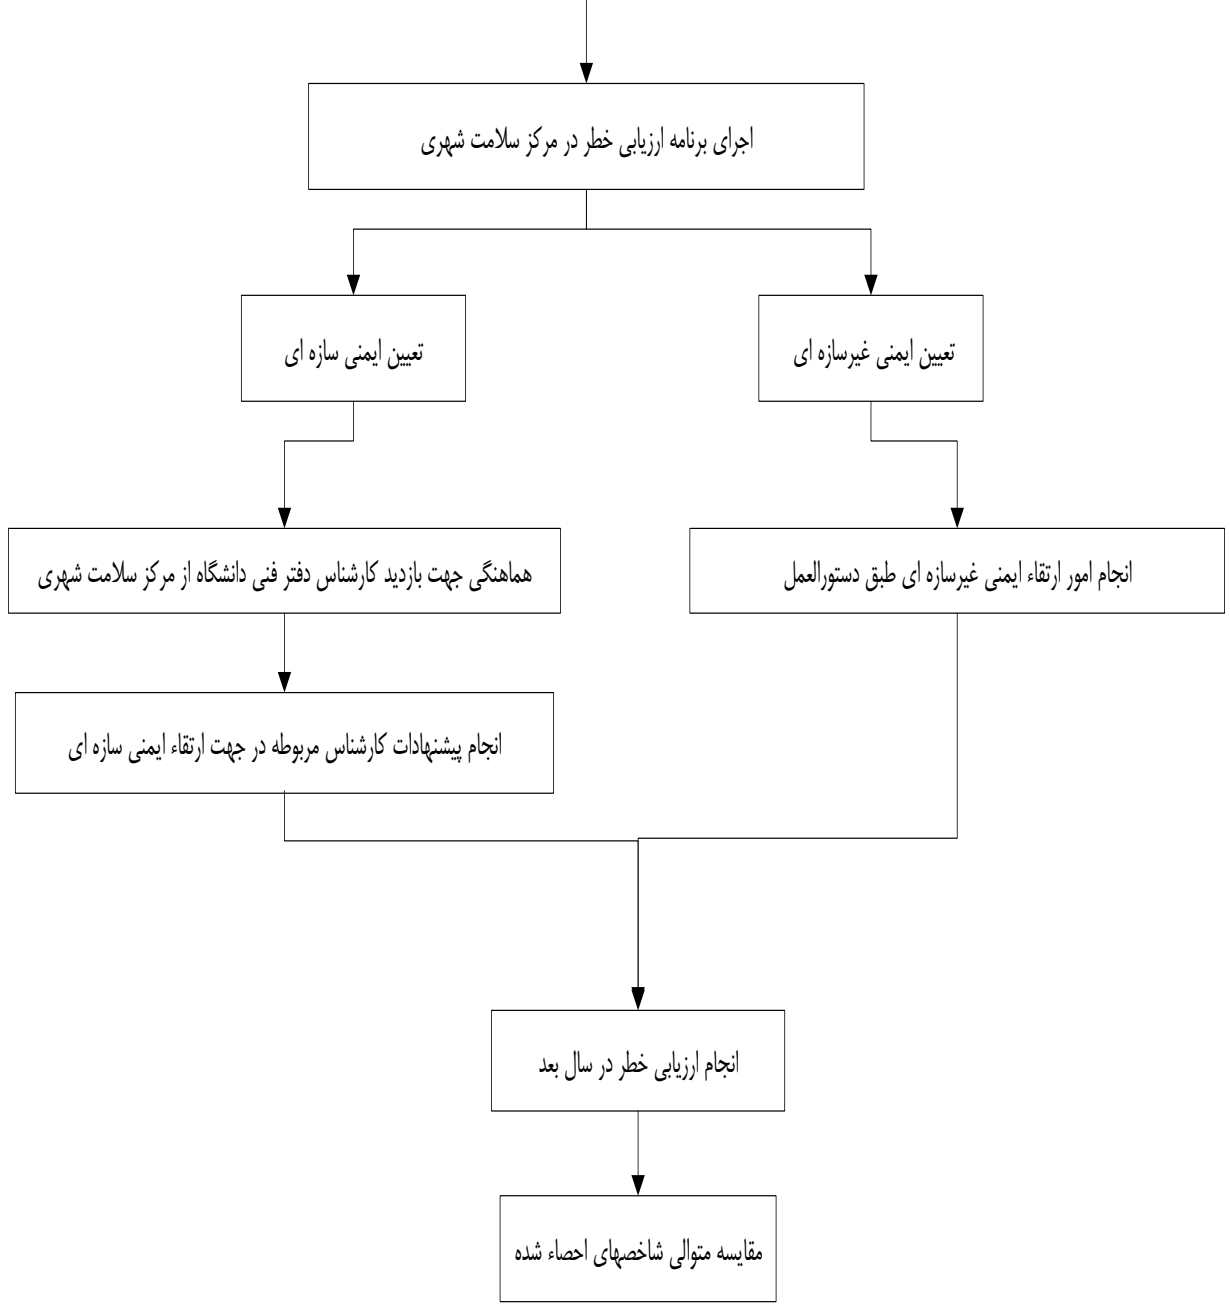 اجرای برنامه ارزیابی خطر در مرکز سلامت شهری
تعیین ایمنی غیرسازه ای
تعیین ایمنی سازه ای
انجام امور ارتقاء ایمنی غیرسازه ای طبق دستورالعمل
هماهنگی جهت بازدید کارشناس دفتر فنی دانشگاه از مرکز سلامت شهری
انجام پیشنهادات کارشناس مربوطه در جهت ارتقاء ایمنی سازه ای
انجام ارزیابی خطر در سال بعد
مقایسه متوالی شاخصهای احصاء شده